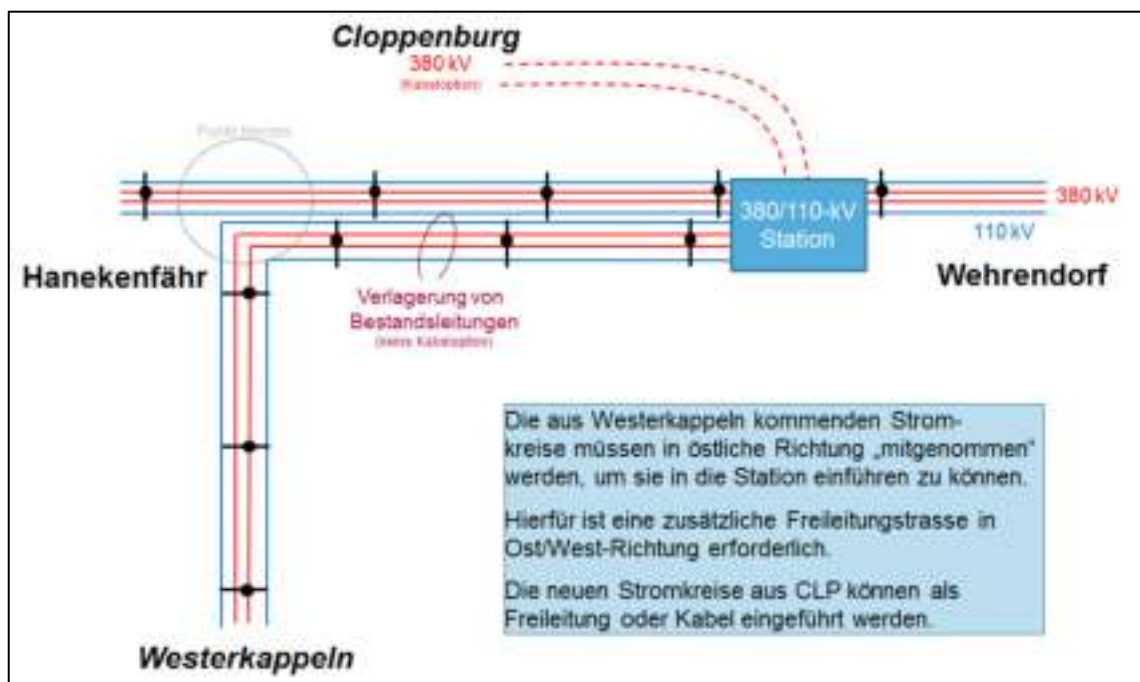 Cloppenburg
380 kV
(Kabeloption)
380/110-kV
Station
380 kV
110 kV
Hanekenfähr
Wehrendorf
Verlagerung von
Bestandsleitungen
(keine Kabeloption)
Die aus Westerkappeln kommenden Strom-
kreise müssen in östliche Richtung „mitgenommen“
werden, um sie in die Station einführen zu können.
Hierfür ist eine zusätzliche Freileitungstrasse in
Ost/West-Richtung erforderlich.
Die neuen Stromkreise aus CLP können als
Freileitung oder Kabel eingeführt werden.
Westerkappeln